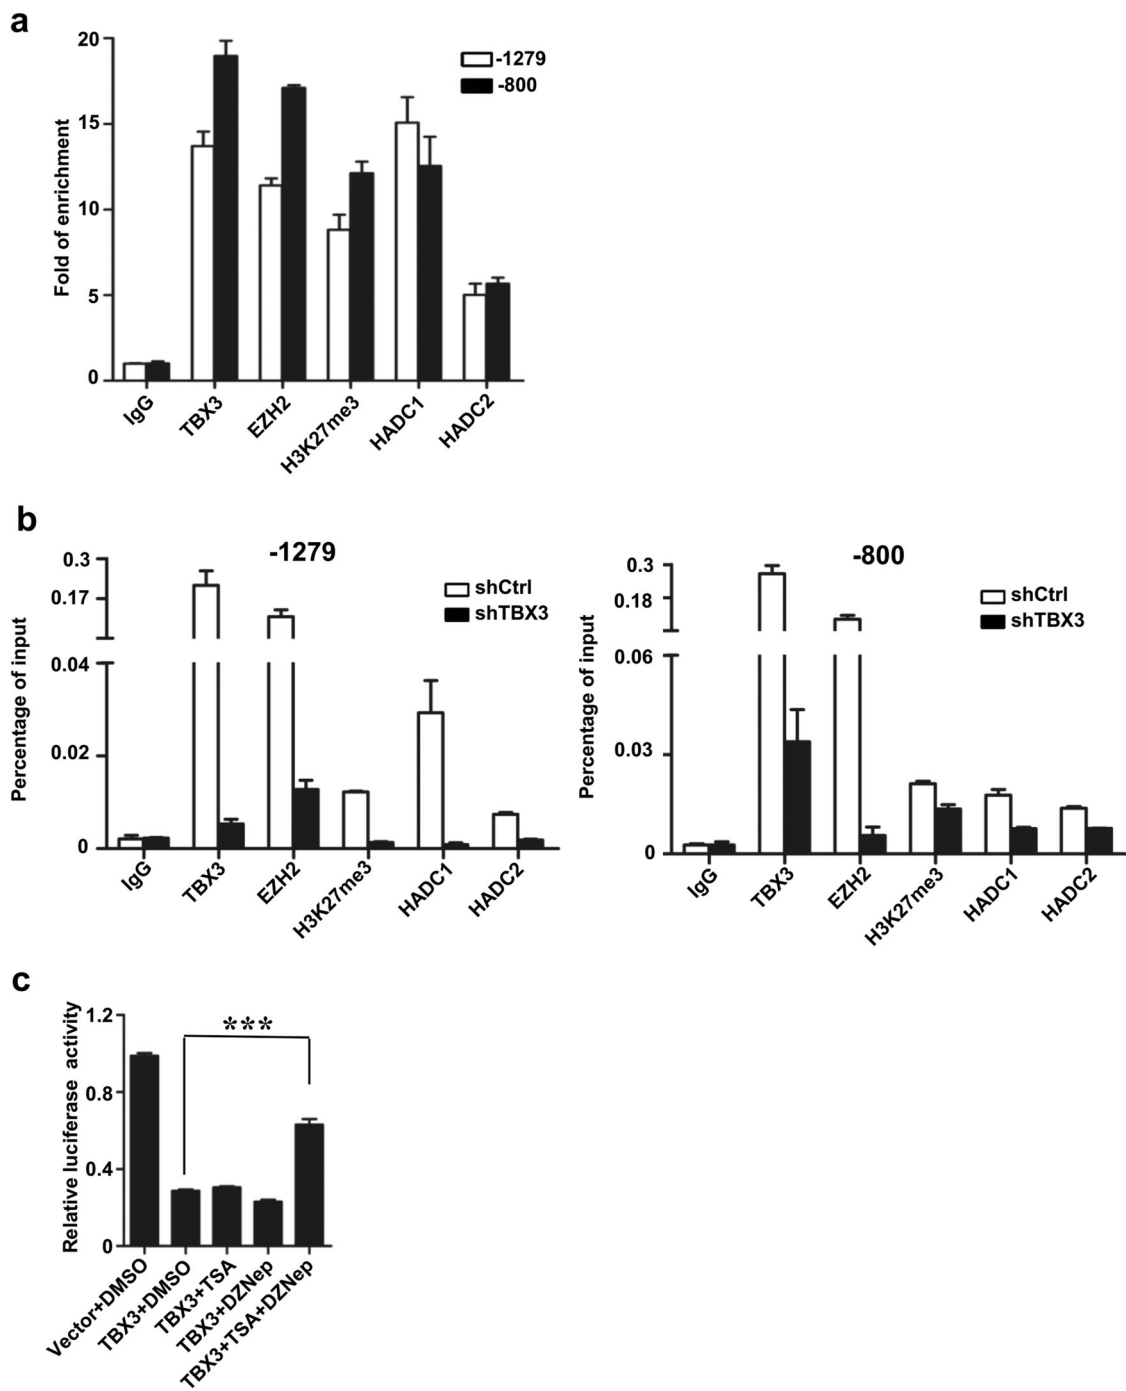 a
20
15
10
5
0
Fold of enrichment
-1279
-800
IgG
TBX3
EZH2
H3K27me3
HADC1
HADC2
b
-1279
0.3
0.17
0.04
0.02
0
Percentage of input
shCtrl
shTBX3
IgG
TBX3
EZH2
H3K27me3
HADC1
HADC2
-800
0.3
0.18
0.06
0.03
0
Percentage of input
shCtrl
shTBX3
IgG
TBX3
EZH2
H3K27me3
HADC1
HADC2
c
1.2
0.8
0.4
0
Relative luciferase activity
***
Vector+DMSO
TBX3+DMSO
TBX3+TSA
TBX3+DZNep
TBX3+TSA+DZNep